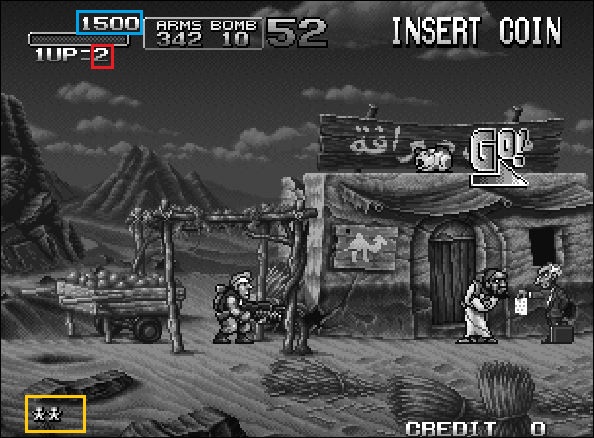 1500 ARMS BOMB 52 INSERT COIN
342 10
1UP=2
GO!
CREDIT 0